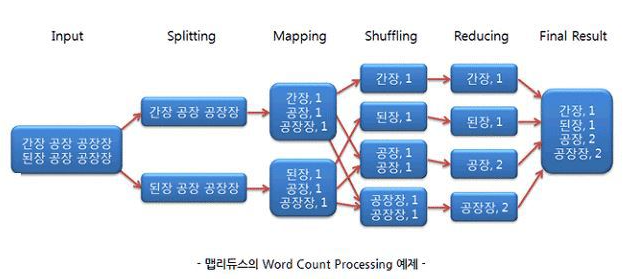 Input Splitting Mapping Shuffling Reducing Final Result
간장 공장 공장장
된장 공장 공장장
간장 공장 공장장
된장 공장 공장장
간장, 1
공장, 1
공장장, 1
된장, 1
공장, 1
공장장, 1
간장, 1
된장, 1
공장, 1
공장, 1
공장장, 1
공장장, 1
간장, 1
된장, 1
공장, 2
공장장, 2
간장, 1
된장, 1
공장, 2
공장장, 2
- 맵리듀스의 Word Count Processing 예제 -